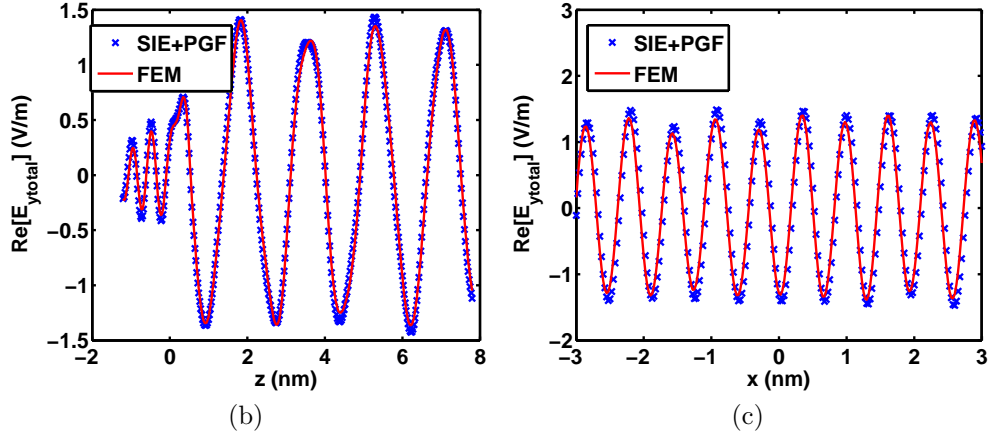 1.5
1
0.5
0
−0.5
−1
−1.5
−2 0 2 4 6 8
z (nm)
Re[E_ytotal] (V/m)
SIE+PGF
FEM
(b)
3
2
1
0
−1
−2
−3 −2 −1 0 1 2 3
x (nm)
Re[E_ytotal] (V/m)
SIE+PGF
FEM
(c)